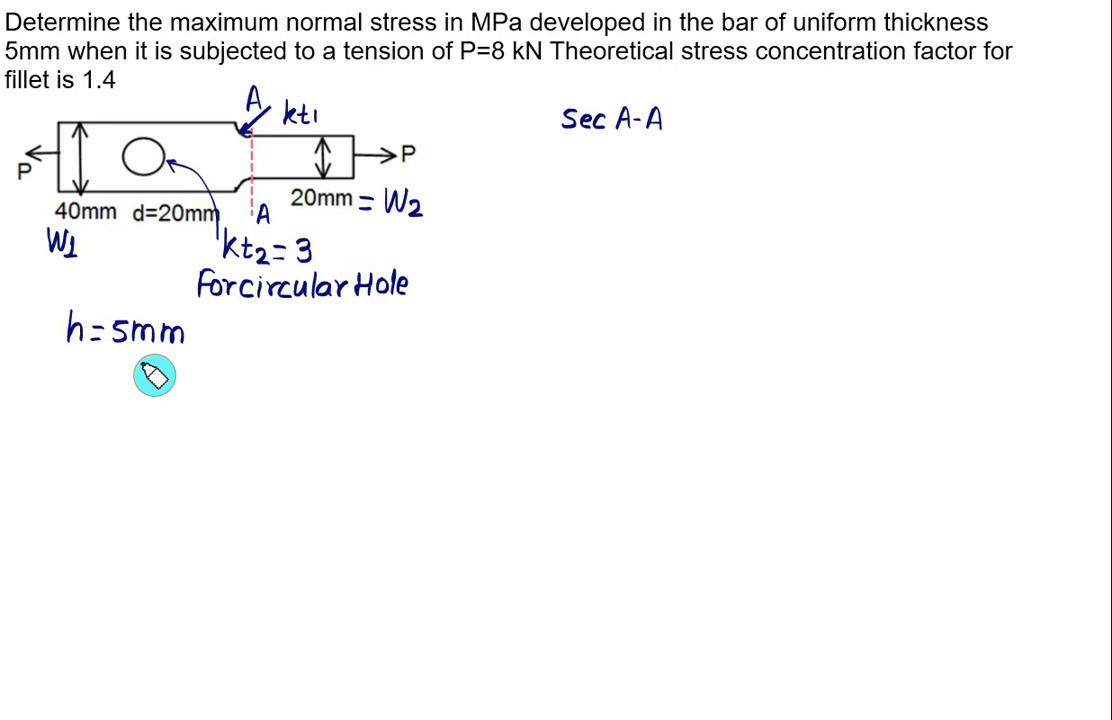 Determine the maximum normal stress in MPa developed in the bar of uniform thickness
5mm when it is subjected to a tension of P=8 kN Theoretical stress concentration factor for
fillet is 1.4
A kt1
Sec A-A
P
P
40mm d=20mm A 20mm = W2
W1
kt2 = 3
For circular Hole
h = 5mm